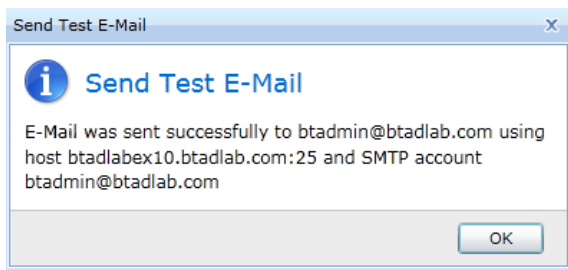 Send Test E-Mail
Send Test E-Mail
E-Mail was sent successfully to btadmin@btadlab.com using
host btadlabex10.btadlab.com:25 and SMTP account
btadmin@btadlab.com
OK